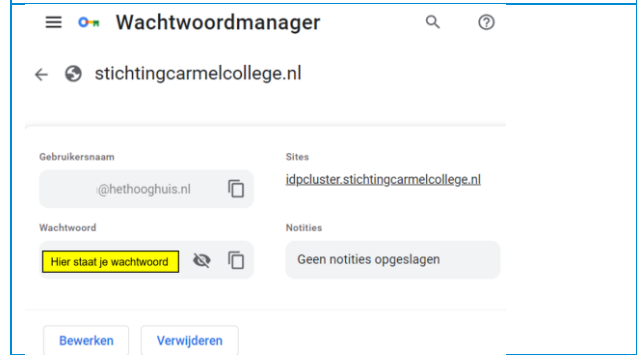 Wachtwoordmanager
stichtingcarmelcollege.nl
Gebruikersnaam
@hethooghuis.nl
Sites
idpcluster.stichtingcarmelcollege.nl
Wachtwoord
Hier staat je wachtwoord
Notities
Geen notities opgeslagen
Bewerken
Verwijderen